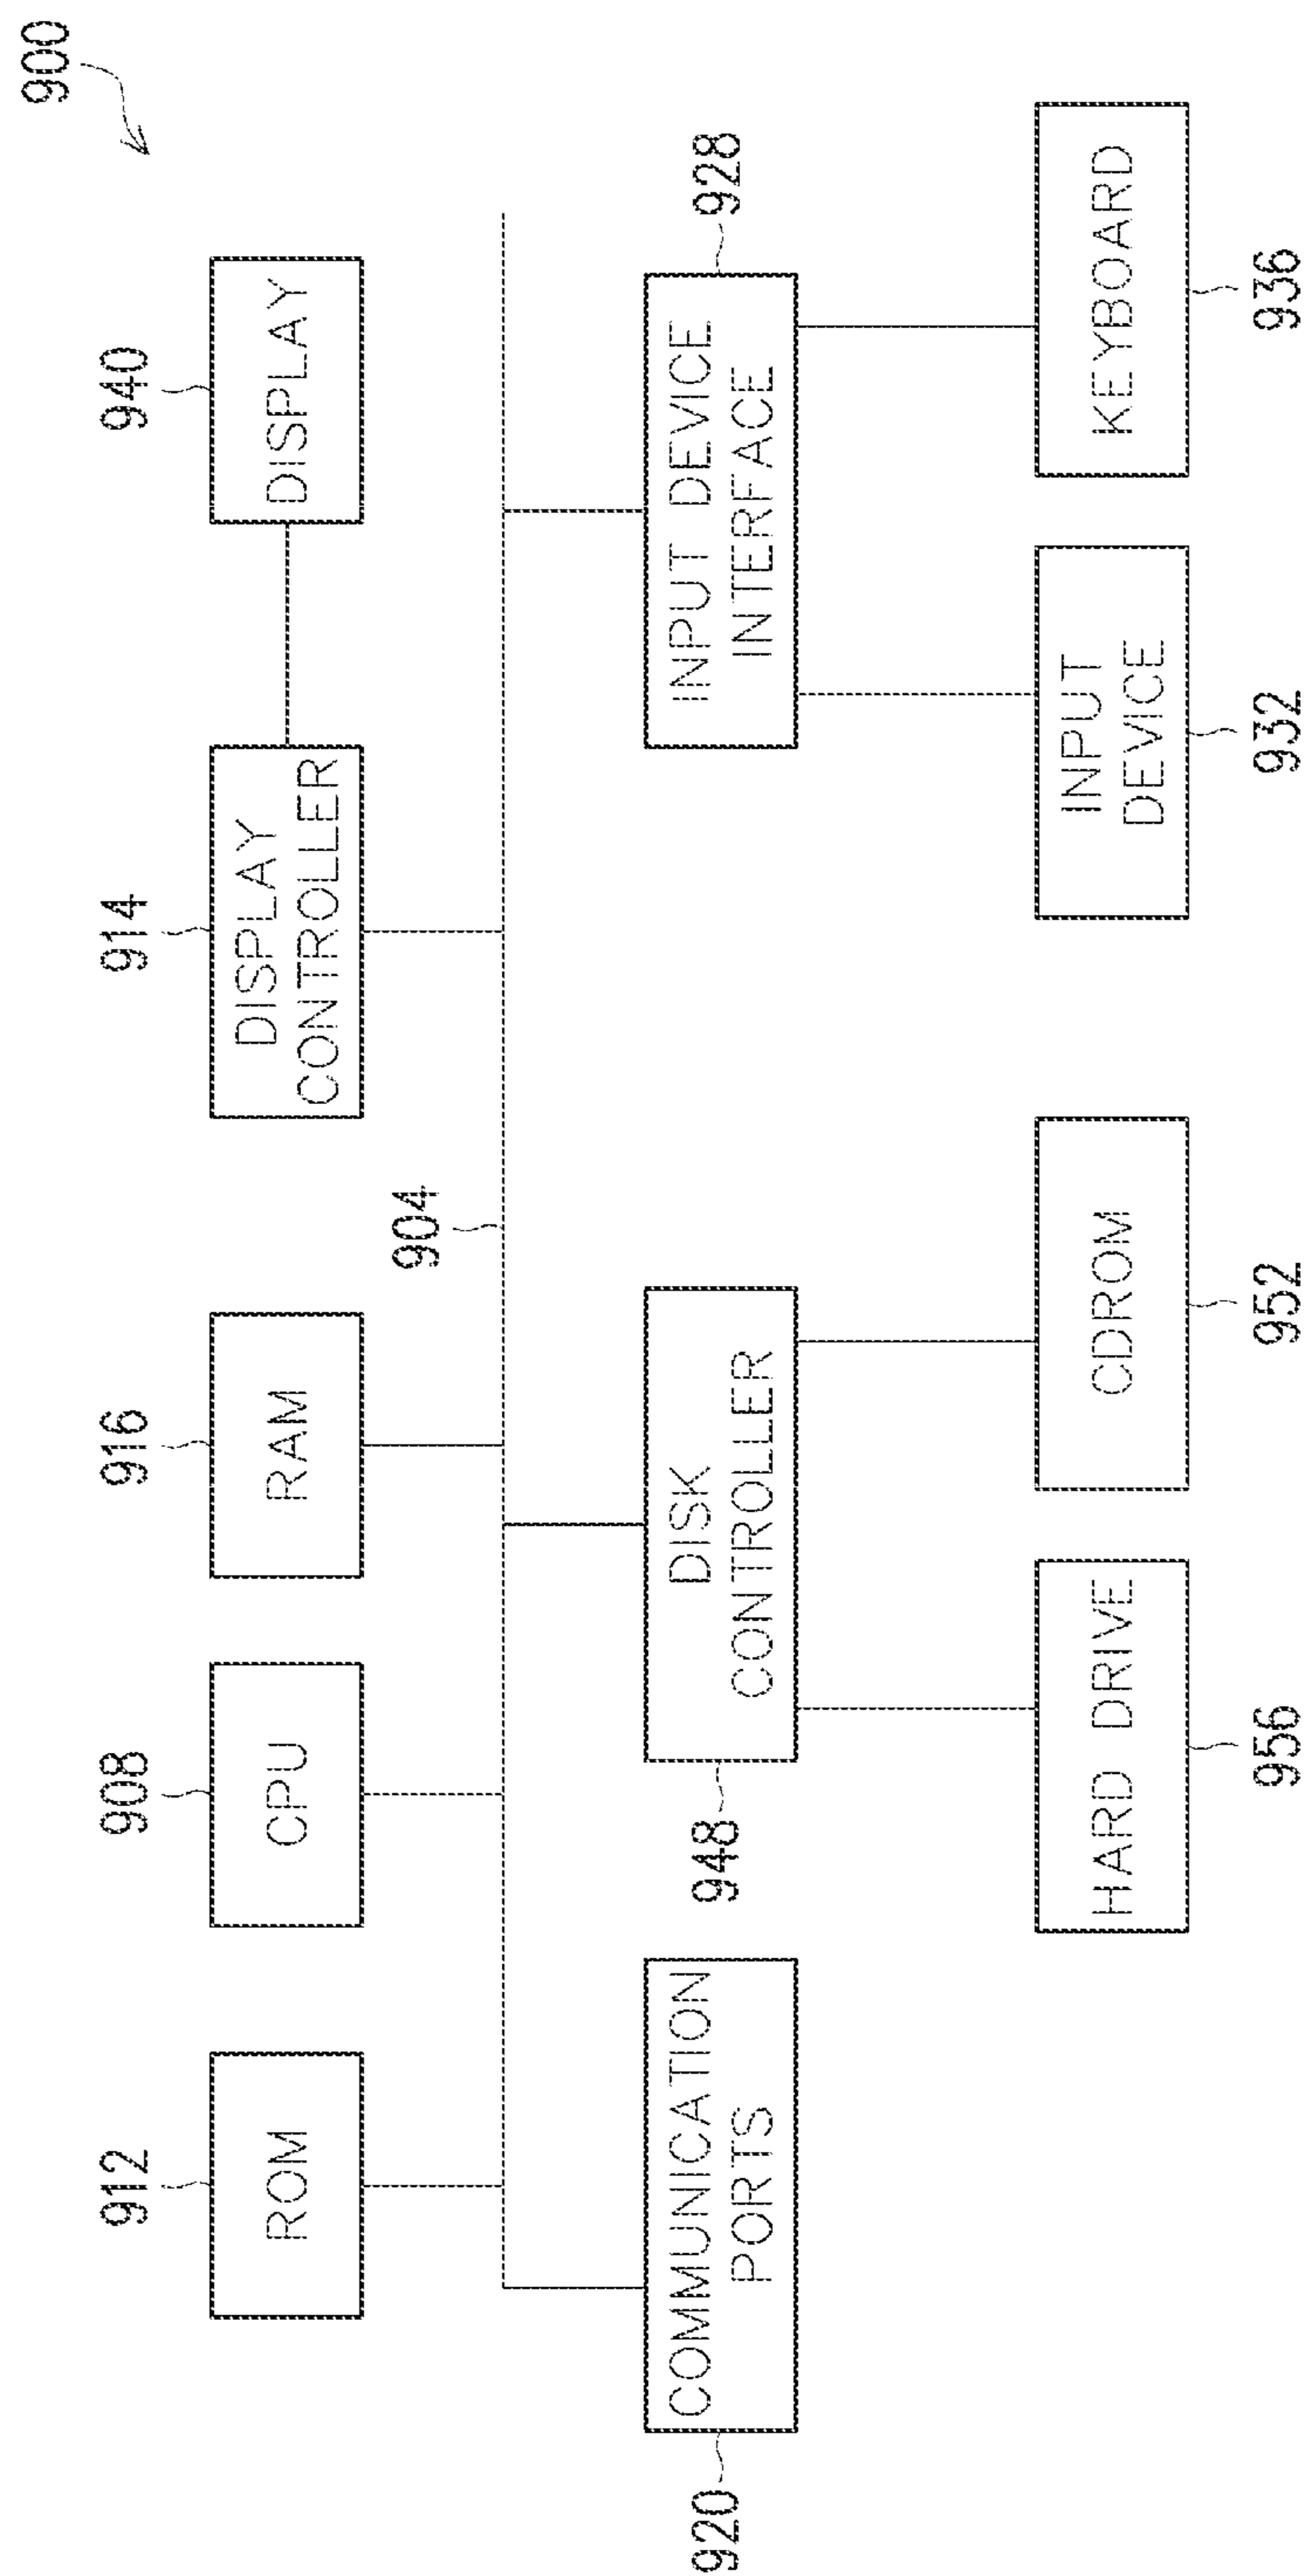 900
912
908
916
914
940
ROM
CPU
RAM
DISPLAY
CONTROLLER
DISPLAY
904
920
COMMUNICATION
PORTS
948
DISK
CONTROLLER
INPUT DEVICE
INTERFACE
928
HARD DRIVE
CDROM
INPUT
DEVICE
KEYBOARD
956
952
932
936